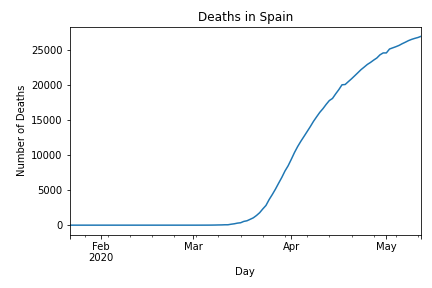 Deaths in Spain
Number of Deaths
25000
20000
15000
10000
5000
0
Feb
2020
Mar
Apr
May
Day